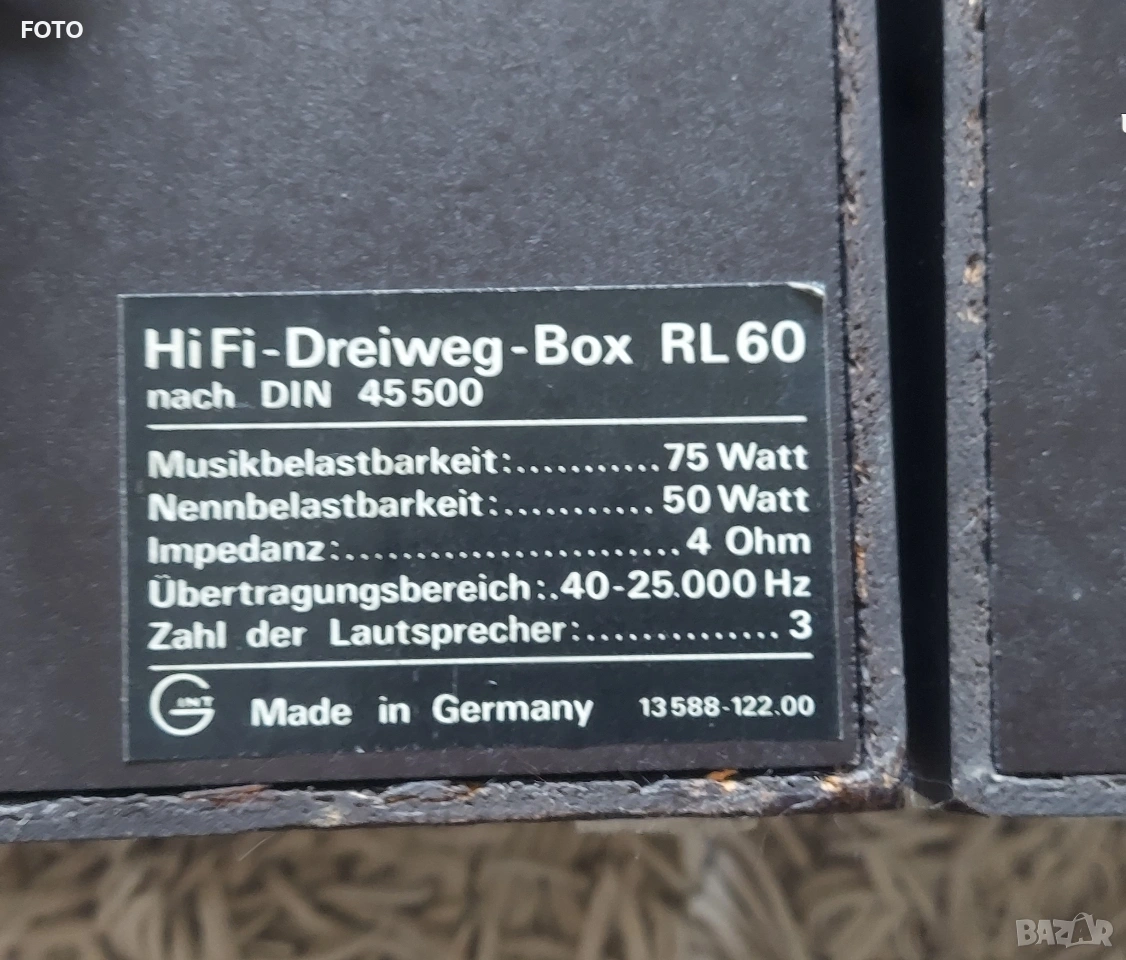 FOTO
HiFi-Dreiweg-Box RL60
nach DIN 45500
Musikbelastbarkeit:...........75 Watt
Nennbelastbarkeit:...........50 Watt
Impedanz:........................4 Ohm
Übertragungsbereich:.40-25.000 Hz
Zahl der Lautsprecher:...............3
G INT Made in Germany 13588-122.00
BAZAR